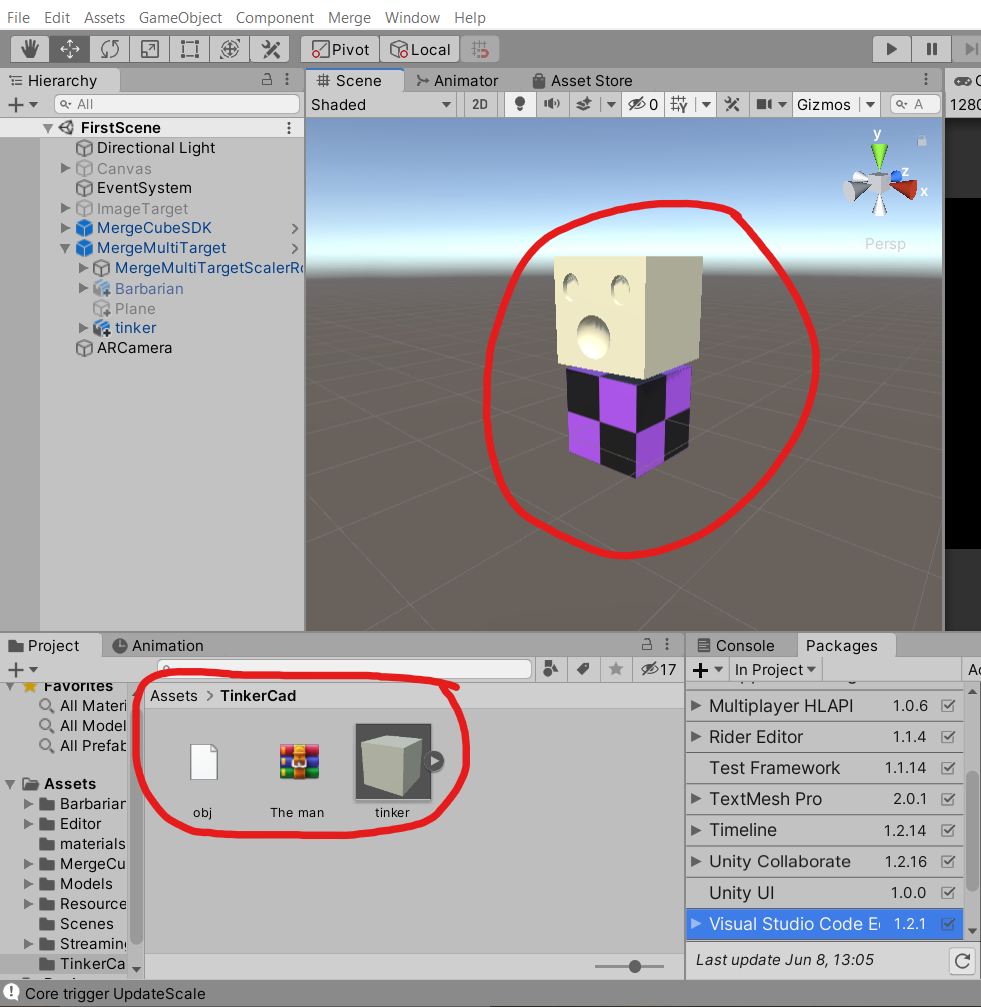 File Edit Assets GameObject Component Merge Window Help
Pivot Local
Hierarchy
All
FirstScene
Directional Light
Canvas
EventSystem
ImageTarget
MergeCubeSDK
MergeMultiTarget
MergeMultiTargetScalerRo
Barbarian
Plane
tinker
ARCamera
Scene Animator Asset Store
Shaded 2D 0 Gizmos A
1280
y
z
x
Persp
Project Animation
17
Favorites
All Materi
All Model
All Prefab
Assets
Barbarian
Editor
materials
MergeCu
Models
Resource
Scenes
Streaming
TinkerCa
Assets > TinkerCad
obj The man tinker
Console Packages
In Project
Multiplayer HLAPI 1.0.6
Rider Editor 1.1.4
Test Framework 1.1.14
TextMesh Pro 2.0.1
Timeline 1.2.14
Unity Collaborate 1.2.16
Unity UI 1.0.0
Visual Studio Code E 1.2.1
Last update Jun 8, 13:05
Core trigger UpdateScale